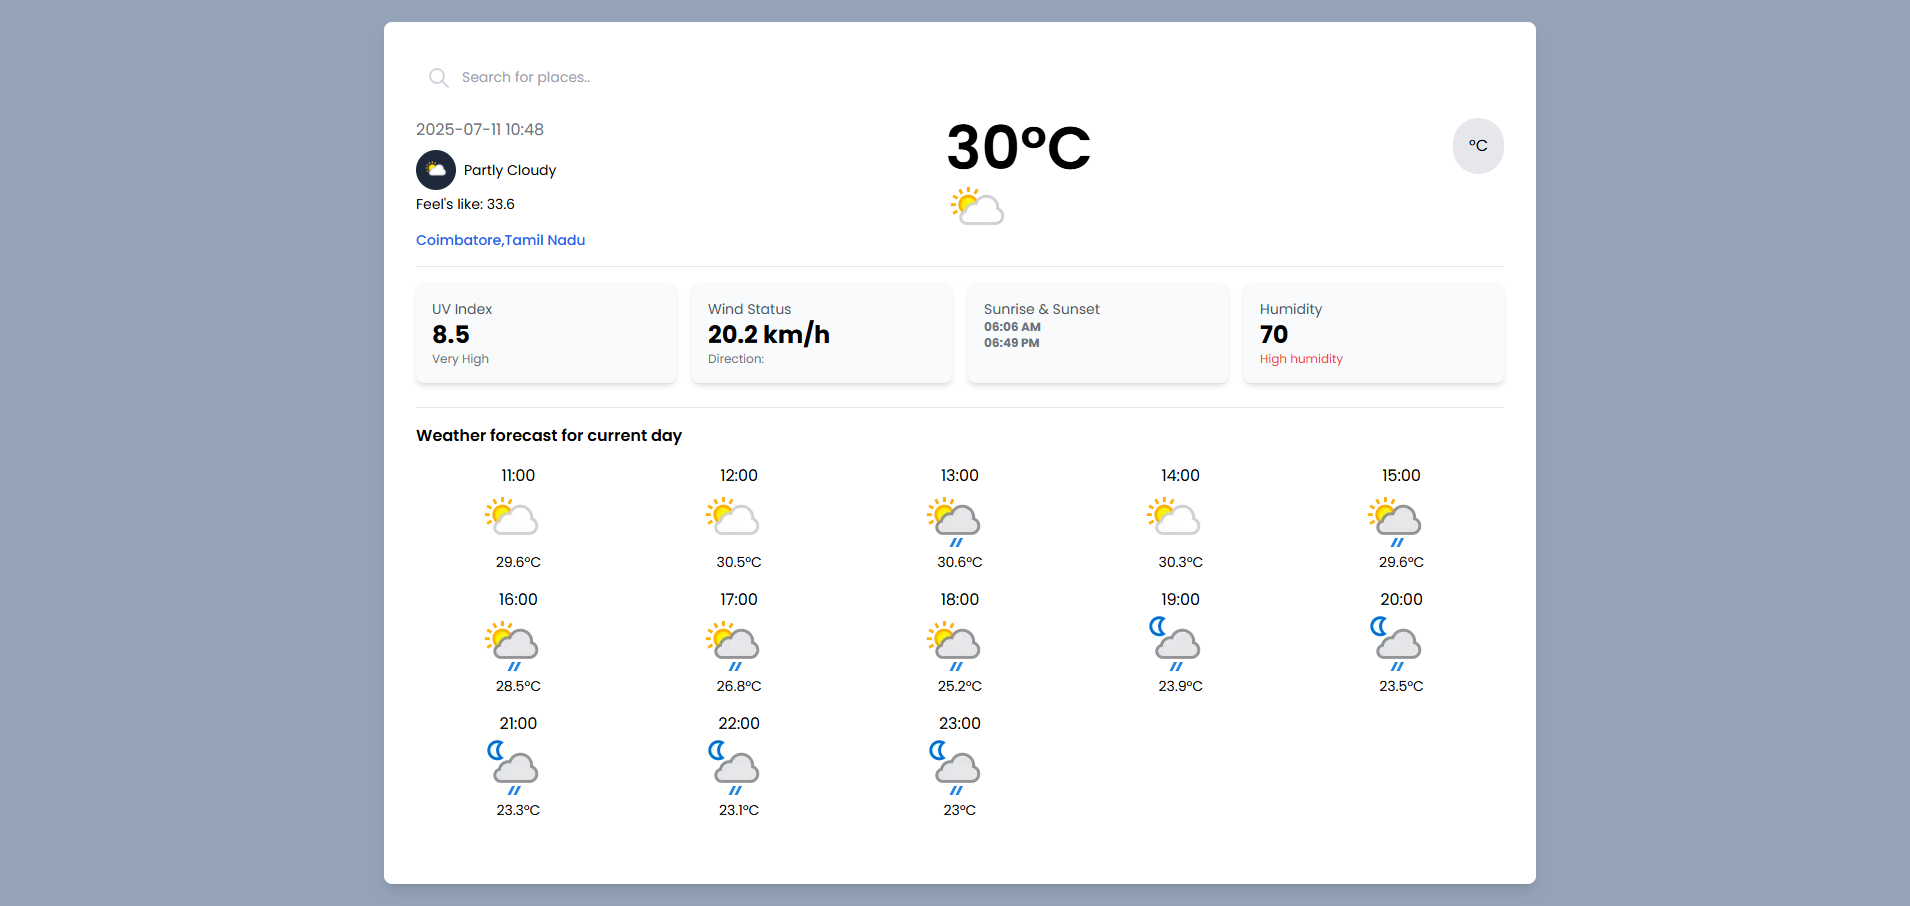 Search for places..
2025-07-11 10:48
Partly Cloudy
Feel's like: 33.6
Coimbatore,Tamil Nadu
30°C
°C
UV Index
8.5
Very High
Wind Status
20.2 km/h
Direction:
Sunrise & Sunset
06:06 AM
06:49 PM
Humidity
70
High humidity
Weather forecast for current day
11:00 12:00 13:00 14:00 15:00
29.6°C 30.5°C 30.6°C 30.3°C 29.6°C
16:00 17:00 18:00 19:00 20:00
28.5°C 26.8°C 25.2°C 23.9°C 23.5°C
21:00 22:00 23:00
23.3°C 23.1°C 23°C